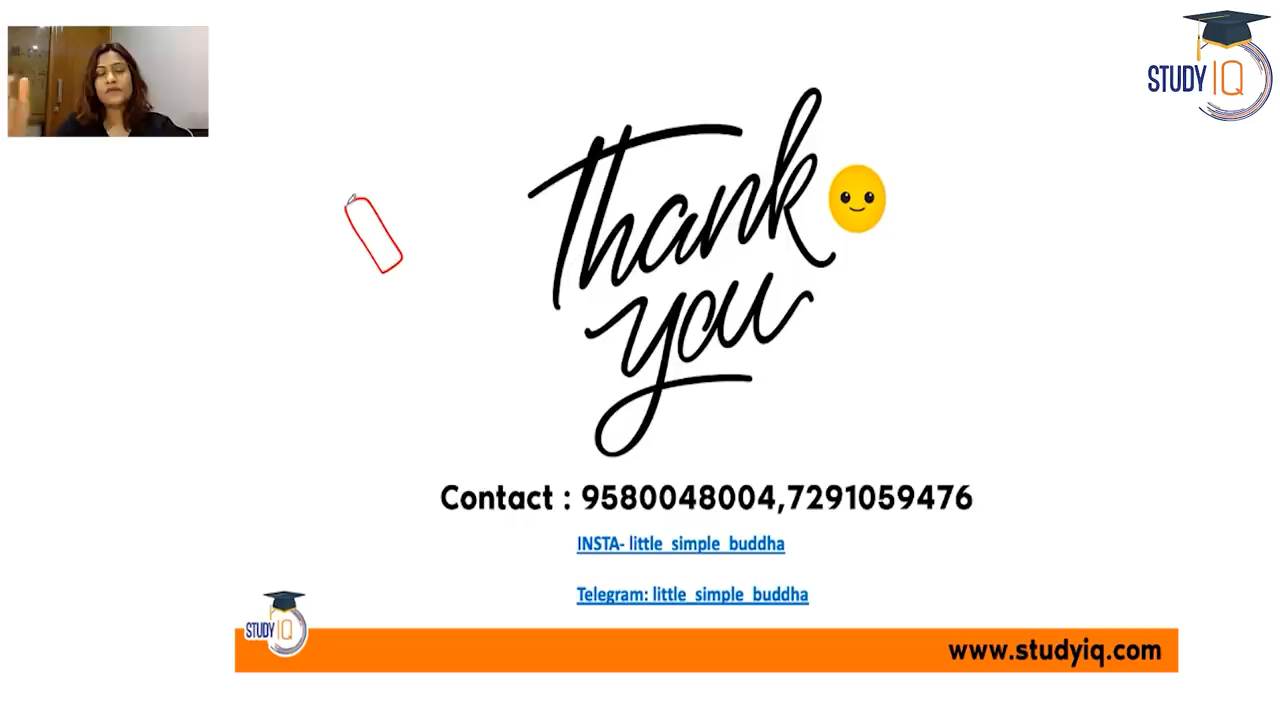 STUDY IQ
Thank
you
Contact : 9580048004,7291059476
INSTA- little_simple_buddha
Telegram: little_simple_buddha
STUDY IQ
www.studyiq.com